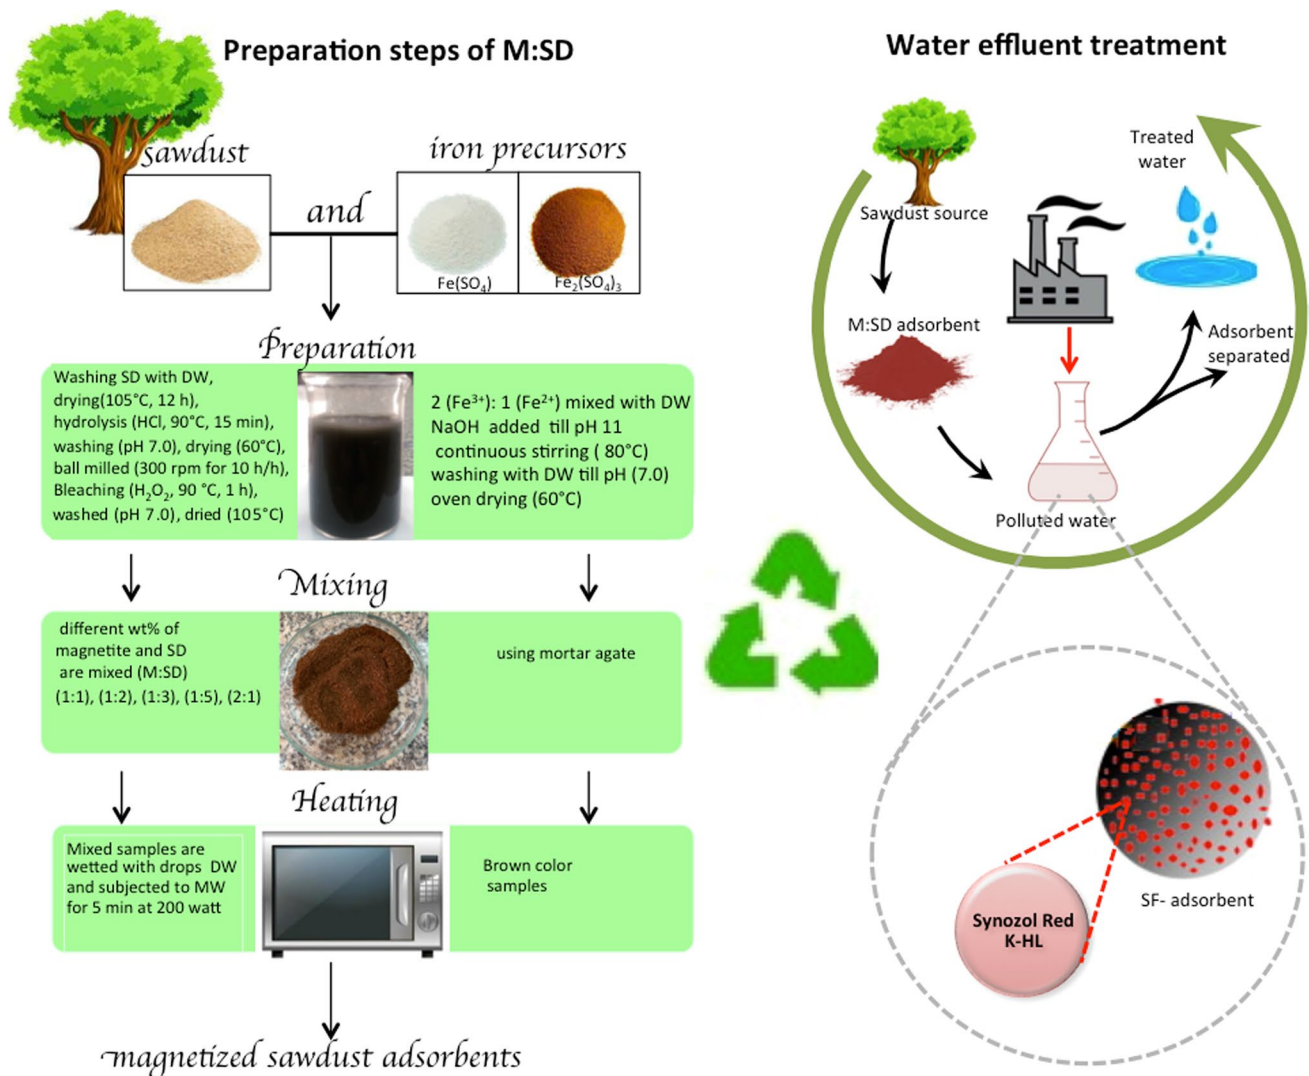 Preparation steps of M:SD
sawdust
and
iron precursors
Fe(SO₄)
Fe₂(SO₄)₃
Preparation
Washing SD with DW,
drying(105°C, 12 h),
hydrolysis (HCl, 90°C, 15 min),
washing (pH 7.0), drying (60°C),
ball milled (300 rpm for 10 h/h),
Bleaching (H₂O₂, 90 °C, 1 h),
washed (pH 7.0), dried (105°C)
2 (Fe³⁺): 1 (Fe²⁺) mixed with DW
NaOH added till pH 11
continuous stirring ( 80°C)
washing with DW till pH (7.0)
oven drying (60°C)
Mixing
different wt% of
magnetite and SD
are mixed (M:SD)
(1:1), (1:2), (1:3), (1:5), (2:1)
using mortar agate
Heating
Mixed samples are
wetted with drops DW
and subjected to MW
for 5 min at 200 watt
Brown color
samples
magnetized sawdust adsorbents
Water effluent treatment
Sawdust source
Treated
water
M:SD adsorbent
Adsorbent
separated
Polluted water
SF- adsorbent
Synozol Red
K-HL